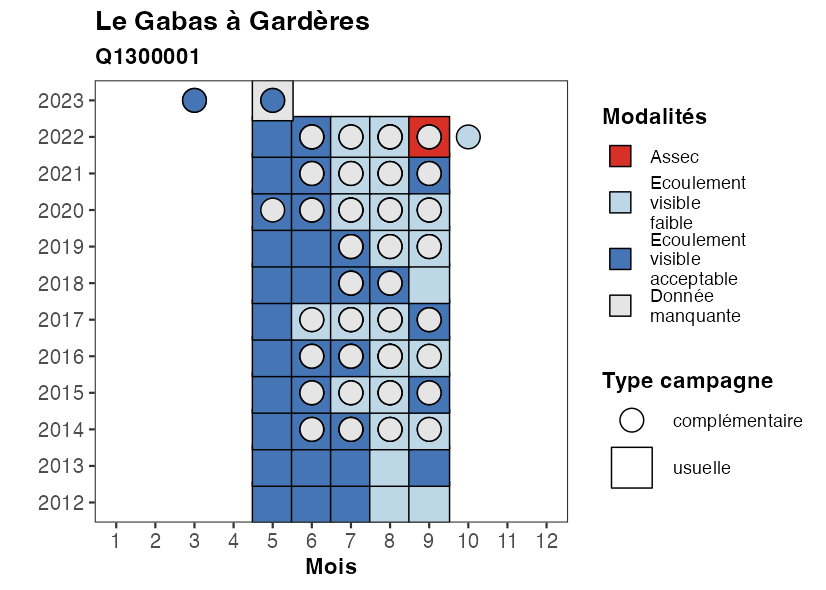 Le Gabas à Gardères
Q1300001
2023
2022
2021
2020
2019
2018
2017
2016
2015
2014
2013
2012
1 2 3 4 5 6 7 8 9 10 11 12
Mois
Modalités
Assec
Ecoulement
visible
faible
Ecoulement
visible
acceptable
Donnée
manquante
Type campagne
complémentaire
usuelle